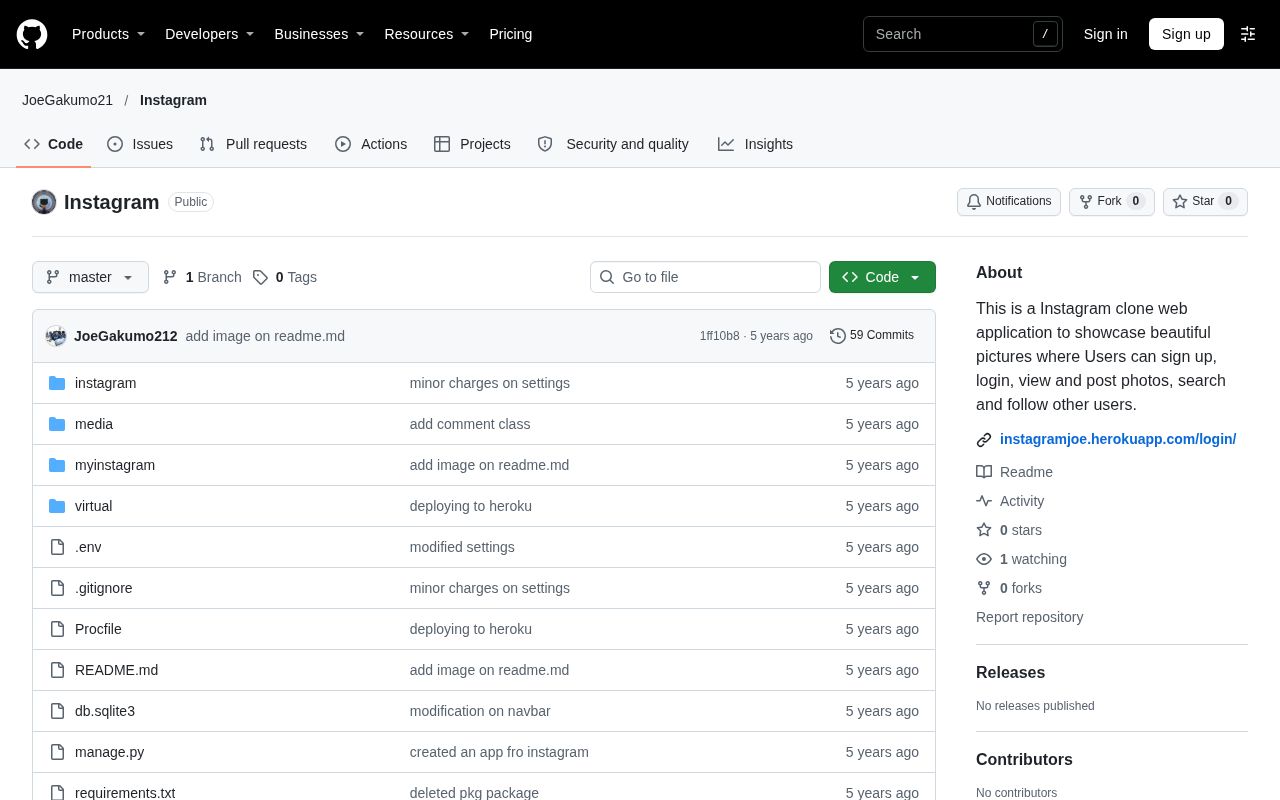 Products Developers Businesses Resources Pricing Search / Sign in Sign up
JoeGakumo21 / Instagram
Code Issues Pull requests Actions Projects Security and quality Insights
Instagram Public Notifications Fork 0 Star 0
master 1 Branch 0 Tags Go to file Code
JoeGakumo212 add image on readme.md 1ff10b8 · 5 years ago 59 Commits
instagram minor charges on settings 5 years ago
media add comment class 5 years ago
myinstagram add image on readme.md 5 years ago
virtual deploying to heroku 5 years ago
.env modified settings 5 years ago
.gitignore minor charges on settings 5 years ago
Procfile deploying to heroku 5 years ago
README.md add image on readme.md 5 years ago
db.sqlite3 modification on navbar 5 years ago
manage.py created an app fro instagram 5 years ago
requirements.txt deleted pkg package 5 years ago
About
This is a Instagram clone web
application to showcase beautiful
pictures where Users can sign up,
login, view and post photos, search
and follow other users.
instagramjoe.herokuapp.com/login/
Readme
Activity
0 stars
1 watching
0 forks
Report repository
Releases
No releases published
Contributors
No contributors